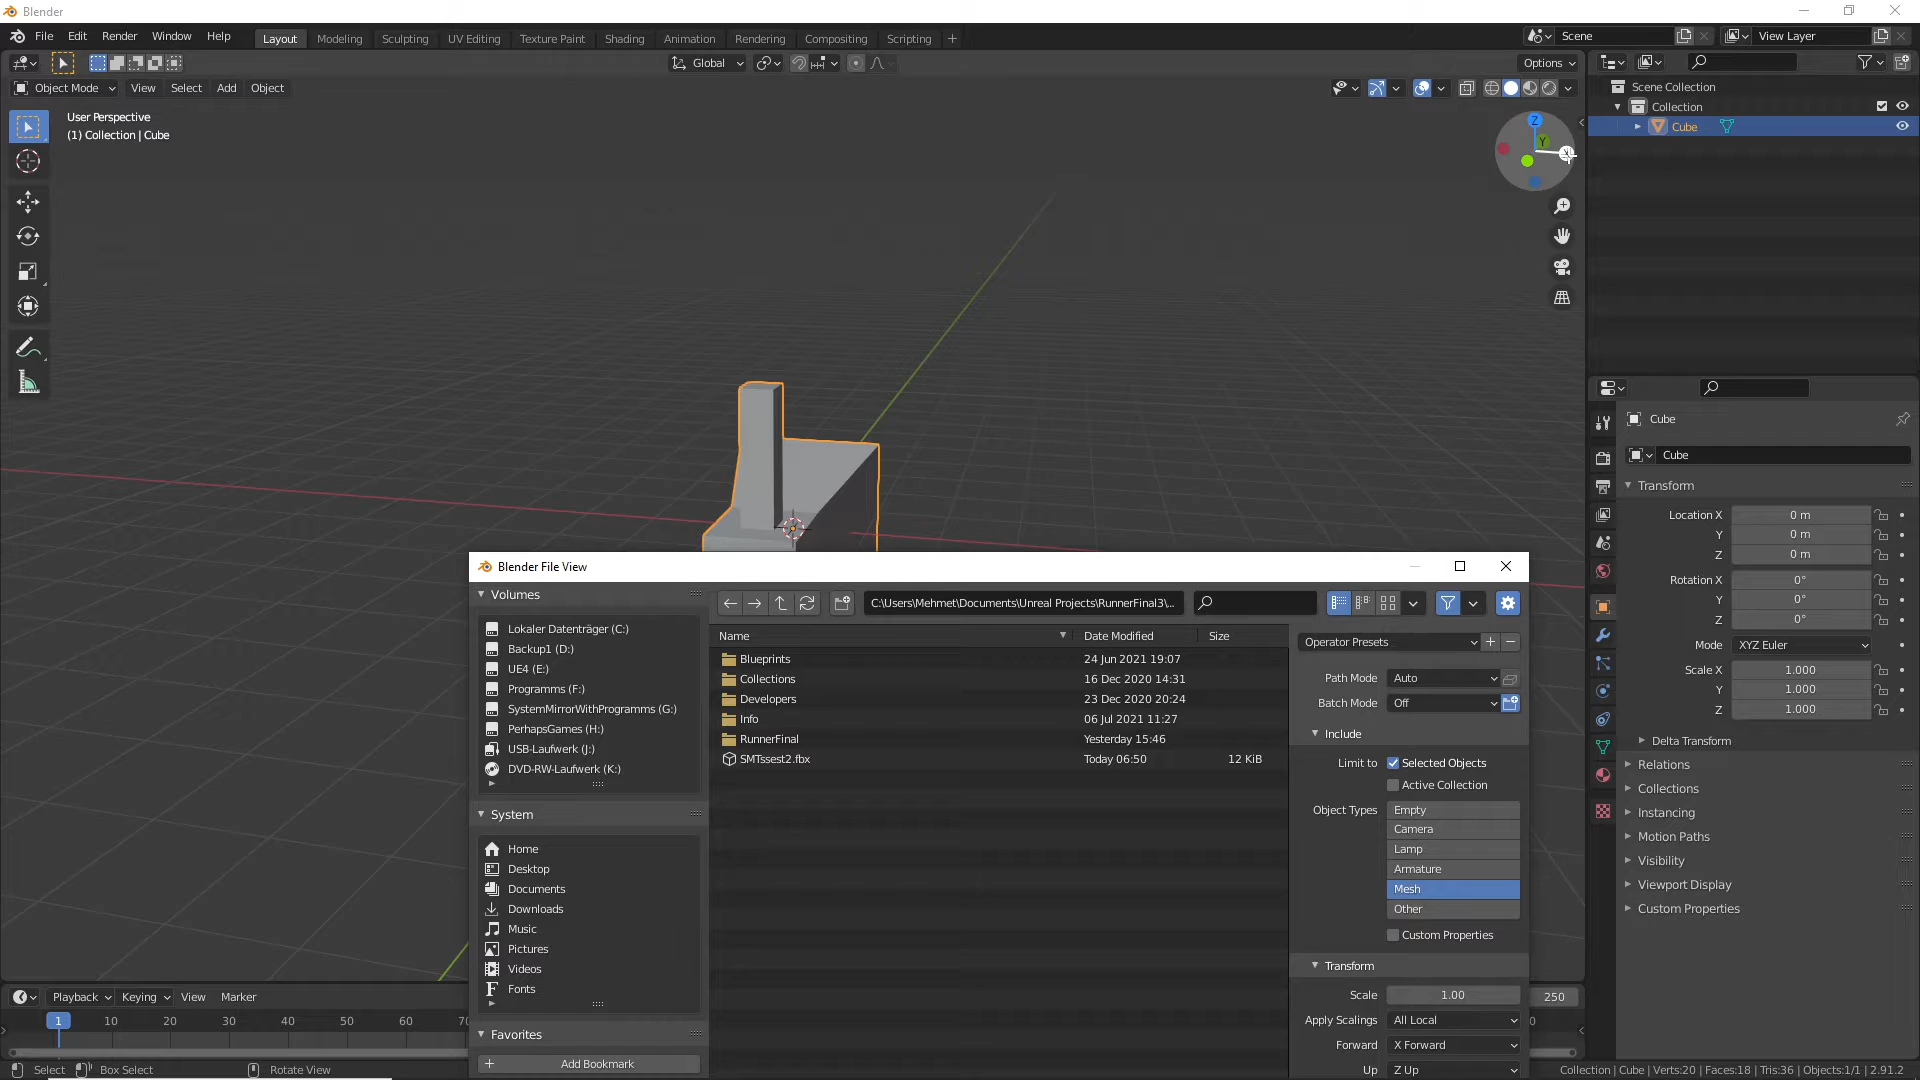 Blender
File Edit Render Window Help
Layout Modeling Sculpting UV Editing Texture Paint Shading Animation Rendering Compositing Scripting
Scene
View Layer
Global
Options
Object Mode View Select Add Object
User Perspective
(1) Collection | Cube
Z
Y
X
Scene Collection
Collection
Cube
Cube
Cube
Transform
Location X 0 m
Y 0 m
Z 0 m
Rotation X 0°
Y 0°
Z 0°
Mode XYZ Euler
Scale X 1.000
Y 1.000
Z 1.000
Delta Transform
Relations
Collections
Instancing
Motion Paths
Visibility
Viewport Display
Custom Properties
Blender File View
Volumes
Lokaler Datenträger (C:)
Backup1 (D:)
UE4 (E:)
Programms (F:)
SystemMirrorWithProgramms (G:)
PerhapsGames (H:)
USB-Laufwerk (J:)
DVD-RW-Laufwerk (K:)
System
Home
Desktop
Documents
Downloads
Music
Pictures
Videos
Fonts
Favorites
Add Bookmark
C:\Users\Mehmet\Documents\Unreal Projects\RunnerFinal3\...
Name Date Modified Size
Blueprints 24 Jun 2021 19:07
Collections 16 Dec 2020 14:31
Developers 23 Dec 2020 20:24
Info 06 Jul 2021 11:27
RunnerFinal Yesterday 15:46
SMTssest2.fbx Today 06:50 12 KiB
Operator Presets
Path Mode Auto
Batch Mode Off
Include
Limit to Selected Objects
Active Collection
Object Types Empty
Camera
Lamp
Armature
Mesh
Other
Custom Properties
Transform
Scale 1.00
Apply Scalings All Local
Forward X Forward
Up Z Up
Playback Keying View Marker
250
1 10 20 30 40 50 60
Select Box Select Rotate View
Collection | Cube | Verts:20 | Faces:18 | Tris:36 | Objects:1/1 | 2.91.2